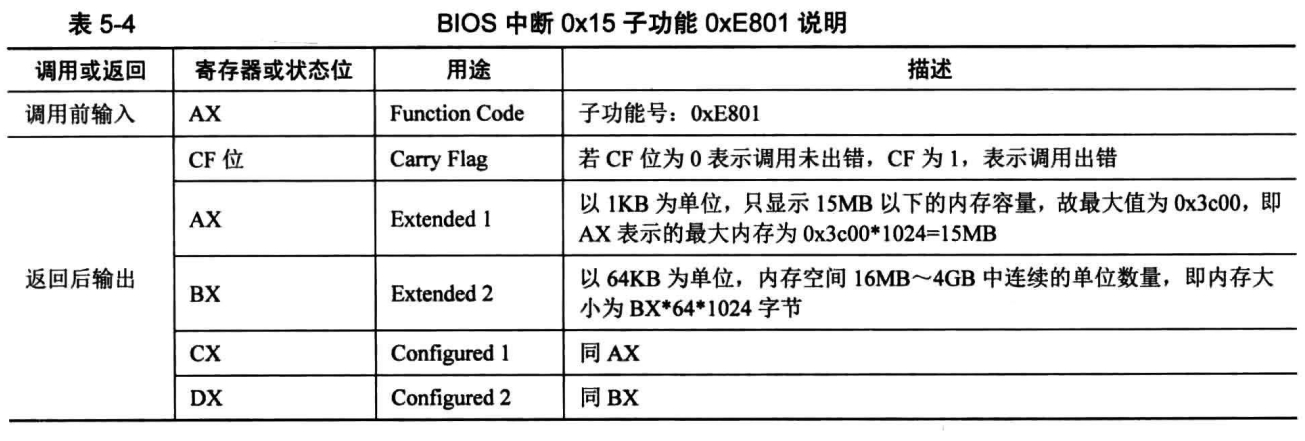 表 5-4 BIOS 中断 0x15 子功能 0xE801 说明
调用或返回 寄存器或状态位 用途 描述
调用前输入 AX Function Code 子功能号：0xE801
返回后输出
CF 位 Carry Flag 若 CF 位为 0 表示调用未出错，CF 为 1，表示调用出错
AX Extended 1 以 1KB 为单位，只显示 15MB 以下的内存容量，故最大值为 0x3c00，即
AX 表示的最大内存为 0x3c00*1024=15MB
BX Extended 2 以 64KB 为单位，内存空间 16MB～4GB 中连续的单位数量，即内存大
小为 BX*64*1024 字节
CX Configured 1 同 AX
DX Configured 2 同 BX